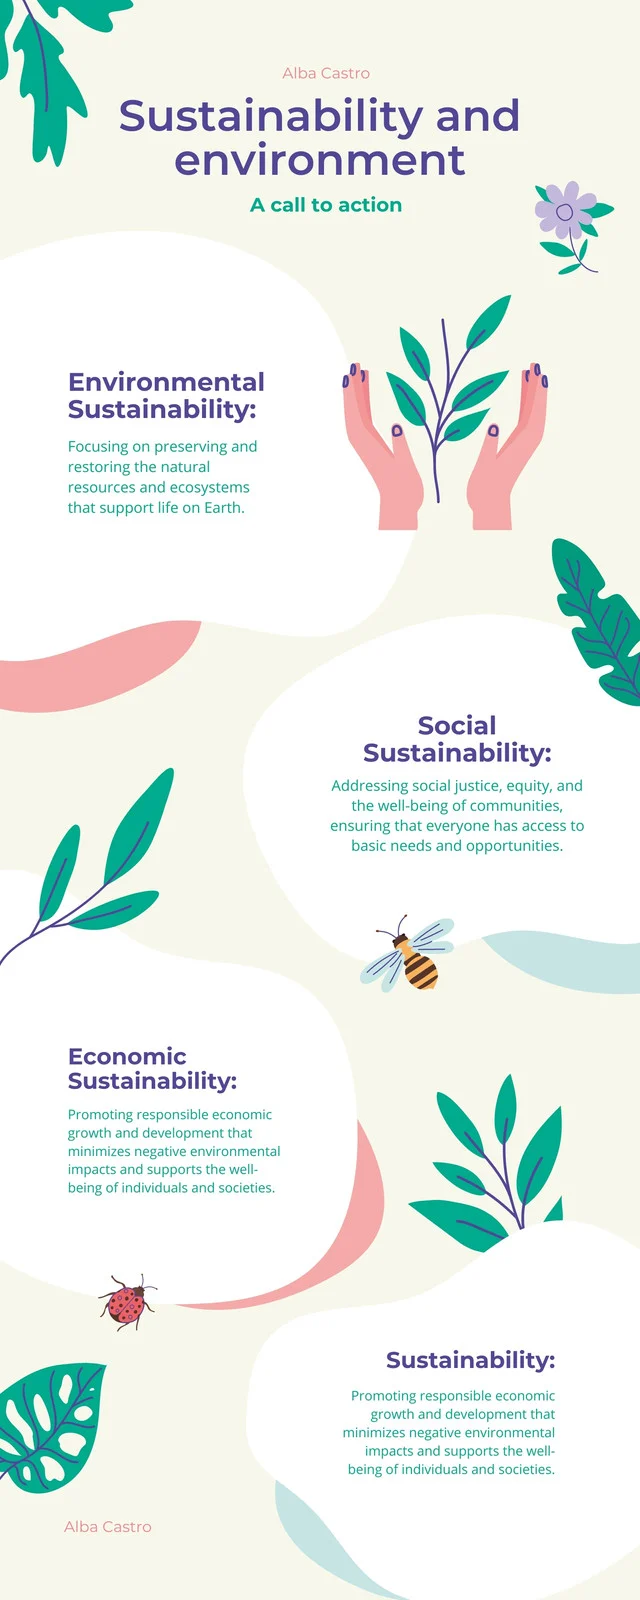 Alba Castro
Sustainability and
environment
A call to action
Environmental
Sustainability:
Focusing on preserving and
restoring the natural
resources and ecosystems
that support life on Earth.
Social
Sustainability:
Addressing social justice, equity, and
the well-being of communities,
ensuring that everyone has access to
basic needs and opportunities.
Economic
Sustainability:
Promoting responsible economic
growth and development that
minimizes negative environmental
impacts and supports the well-
being of individuals and societies.
Sustainability:
Promoting responsible economic
growth and development that
minimizes negative environmental
impacts and supports the well-
being of individuals and societies.
Alba Castro